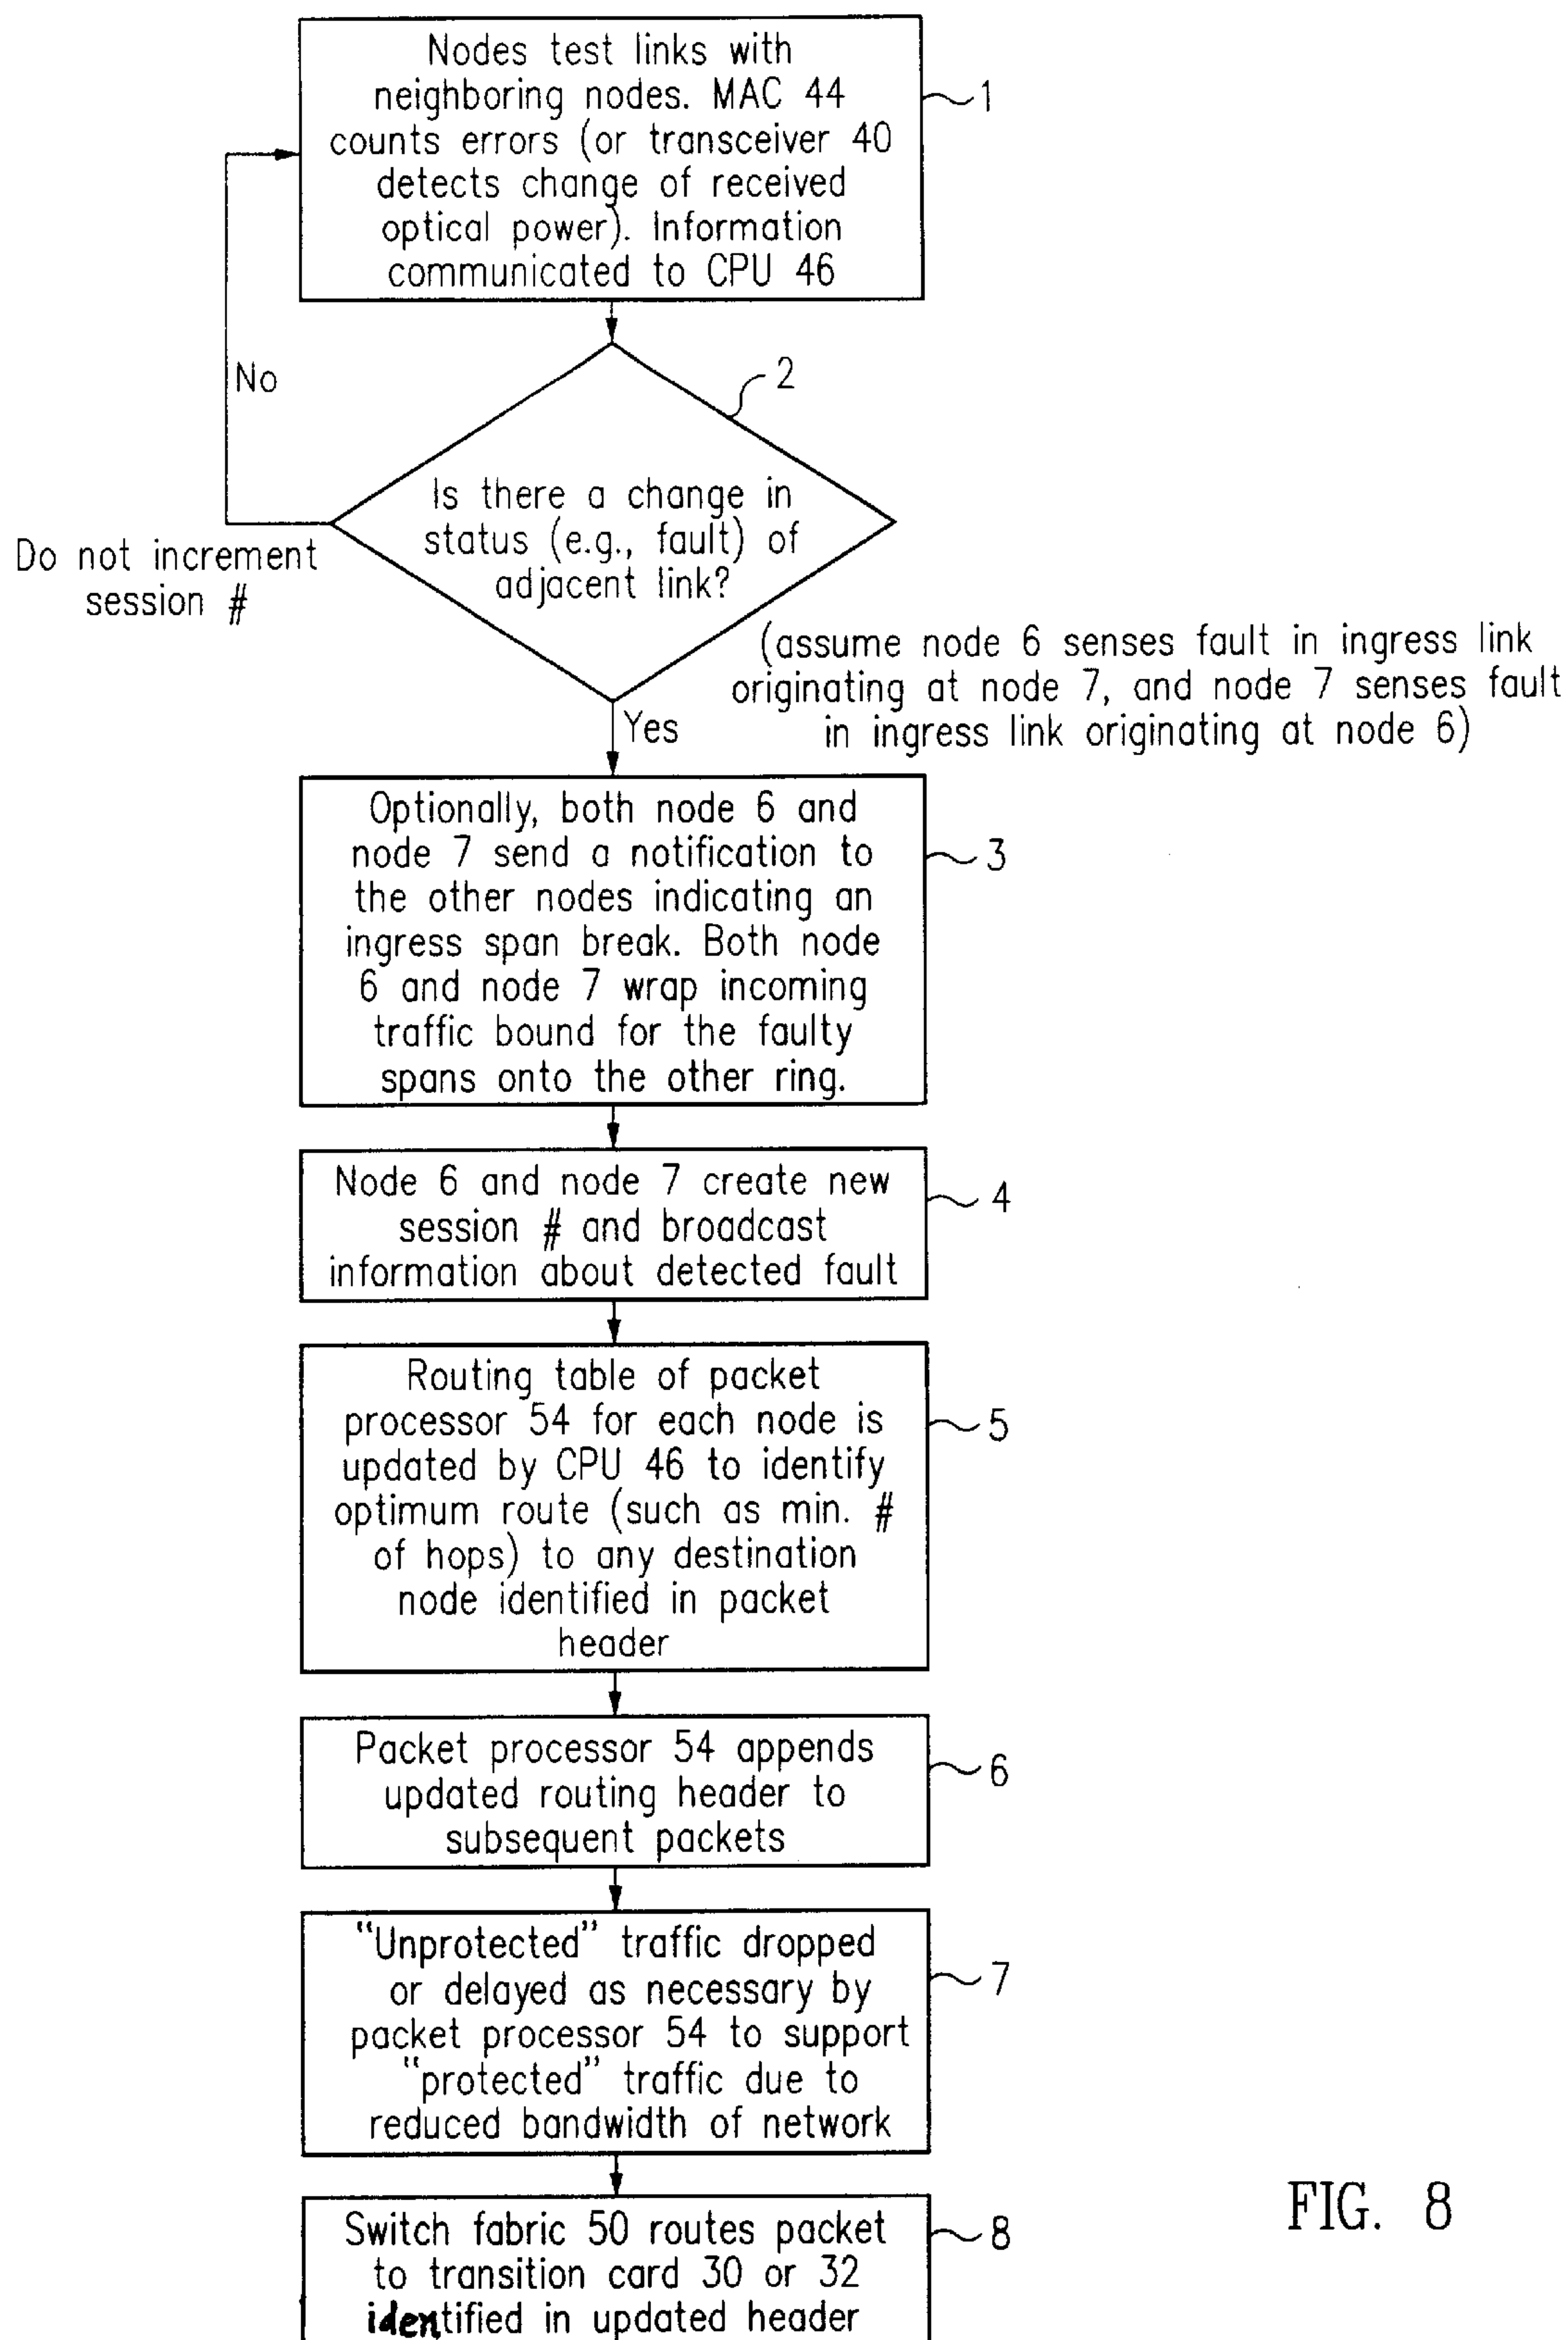 Nodes test links with
neighboring nodes. MAC 44
counts errors (or transceiver 40
detects change of received
optical power). Information
communicated to CPU 46
1
No
2
Is there a change in
status (e.g., fault) of
adjacent link?
Do not increment
session #
(assume node 6 senses fault in ingress link
originating at node 7, and node 7 senses fault
in ingress link originating at node 6)
Yes
Optionally, both node 6 and
node 7 send a notification to
the other nodes indicating an
ingress span break. Both node
6 and node 7 wrap incoming
traffic bound for the faulty
spans onto the other ring.
3
Node 6 and node 7 create new
session # and broadcast
information about detected fault
4
Routing table of packet
processor 54 for each node is
updated by CPU 46 to identify
optimum route (such as min. #
of hops) to any destination
node identified in packet
header
5
Packet processor 54 appends
updated routing header to
subsequent packets
6
“Unprotected” traffic dropped
or delayed as necessary by
packet processor 54 to support
“protected” traffic due to
reduced bandwidth of network
7
Switch fabric 50 routes packet
to transition card 30 or 32
identified in updated header
8
FIG. 8